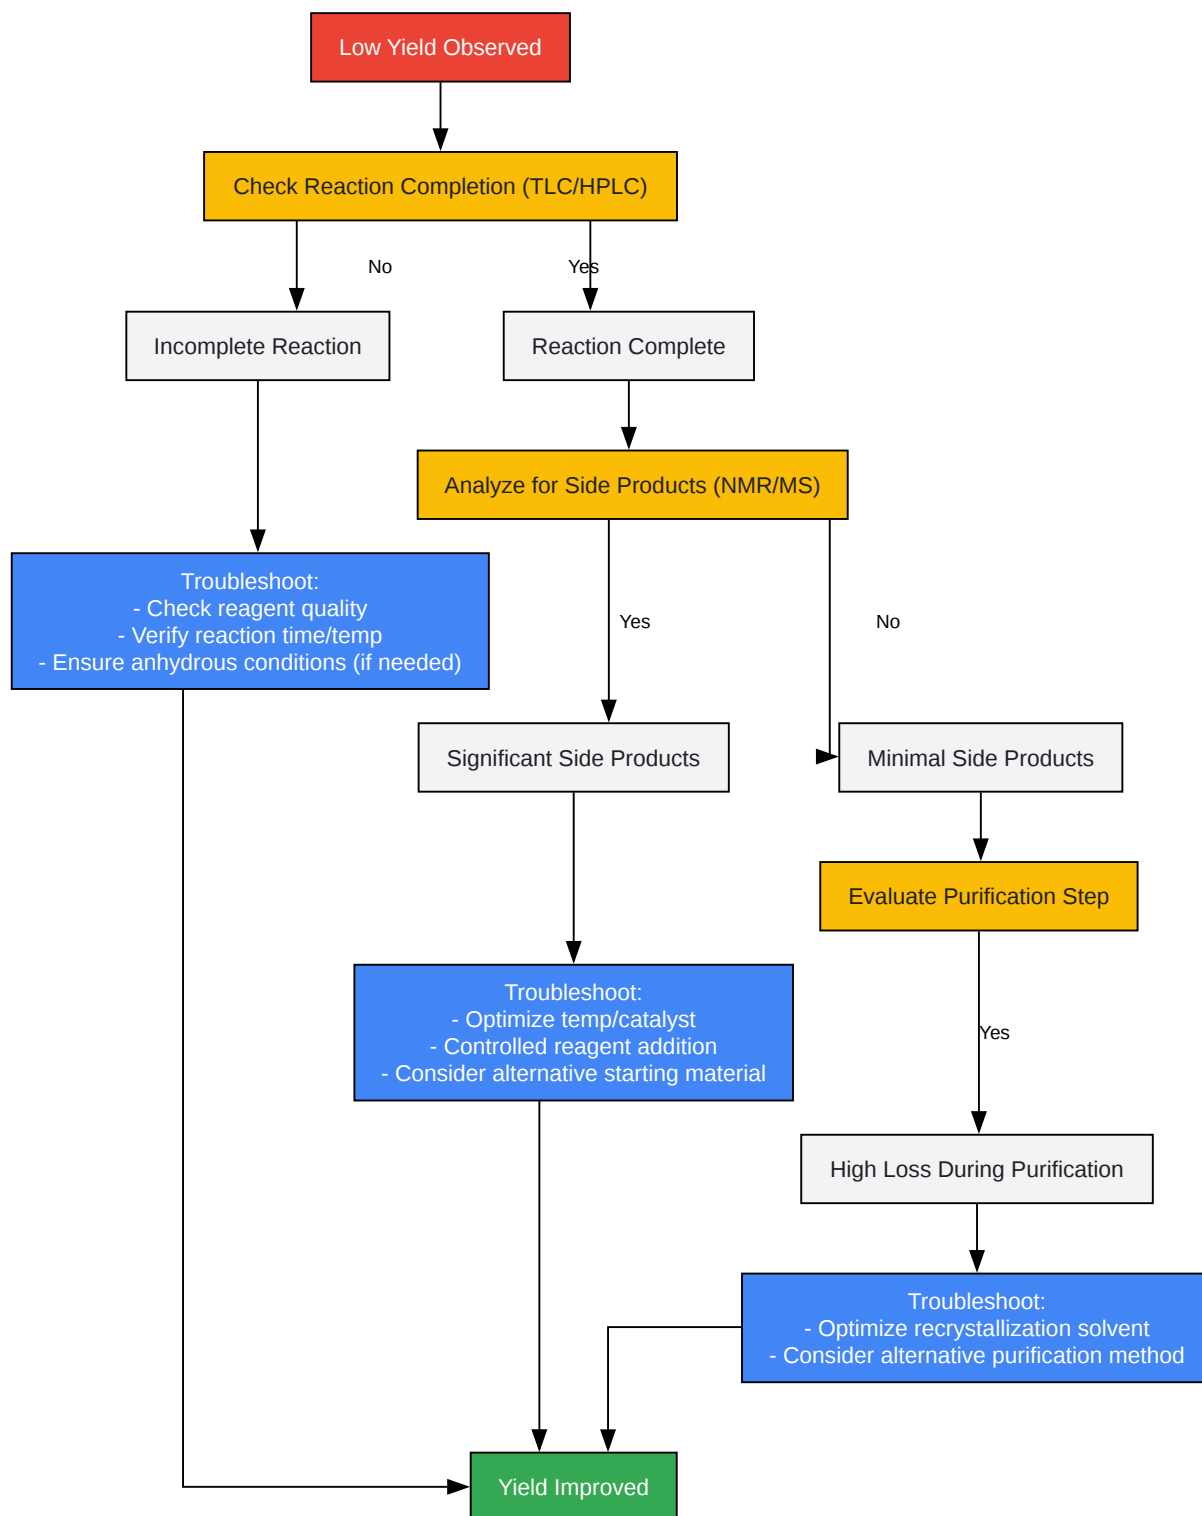 Low Yield Observed
Check Reaction Completion (TLC/HPLC)
No
Yes
Incomplete Reaction
Reaction Complete
Analyze for Side Products (NMR/MS)
Troubleshoot:
- Check reagent quality
- Verify reaction time/temp
- Ensure anhydrous conditions (if needed)
Yes
No
Significant Side Products
Minimal Side Products
Evaluate Purification Step
Troubleshoot:
- Optimize temp/catalyst
- Controlled reagent addition
- Consider alternative starting material
Yes
High Loss During Purification
Troubleshoot:
- Optimize recrystallization solvent
- Consider alternative purification method
Yield Improved